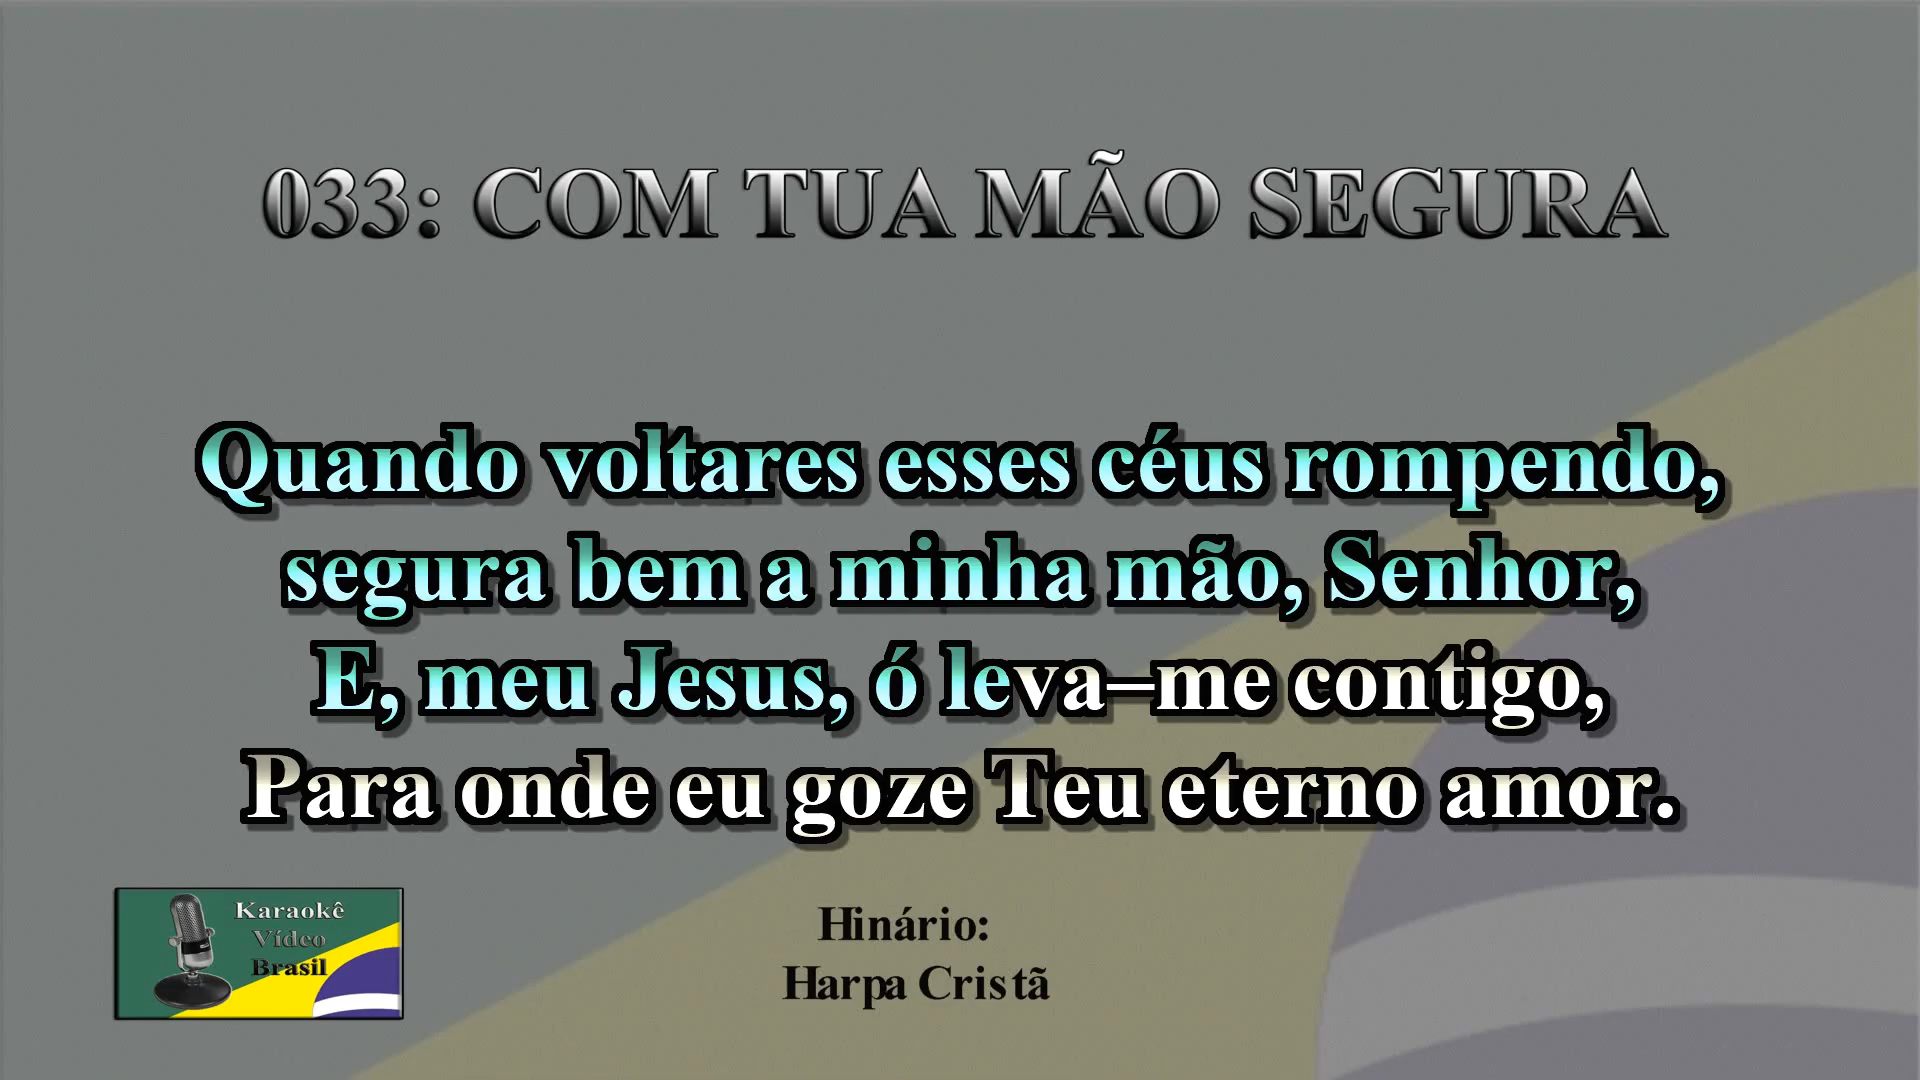 033: COM TUA MÃO SEGURA
Quando voltares esses céus rompendo,
segura bem a minha mão, Senhor,
E, meu Jesus, ó leva–me contigo,
Para onde eu goze Teu eterno amor.
Karaokê
Vídeo
Brasil
Hinário:
Harpa Cristã